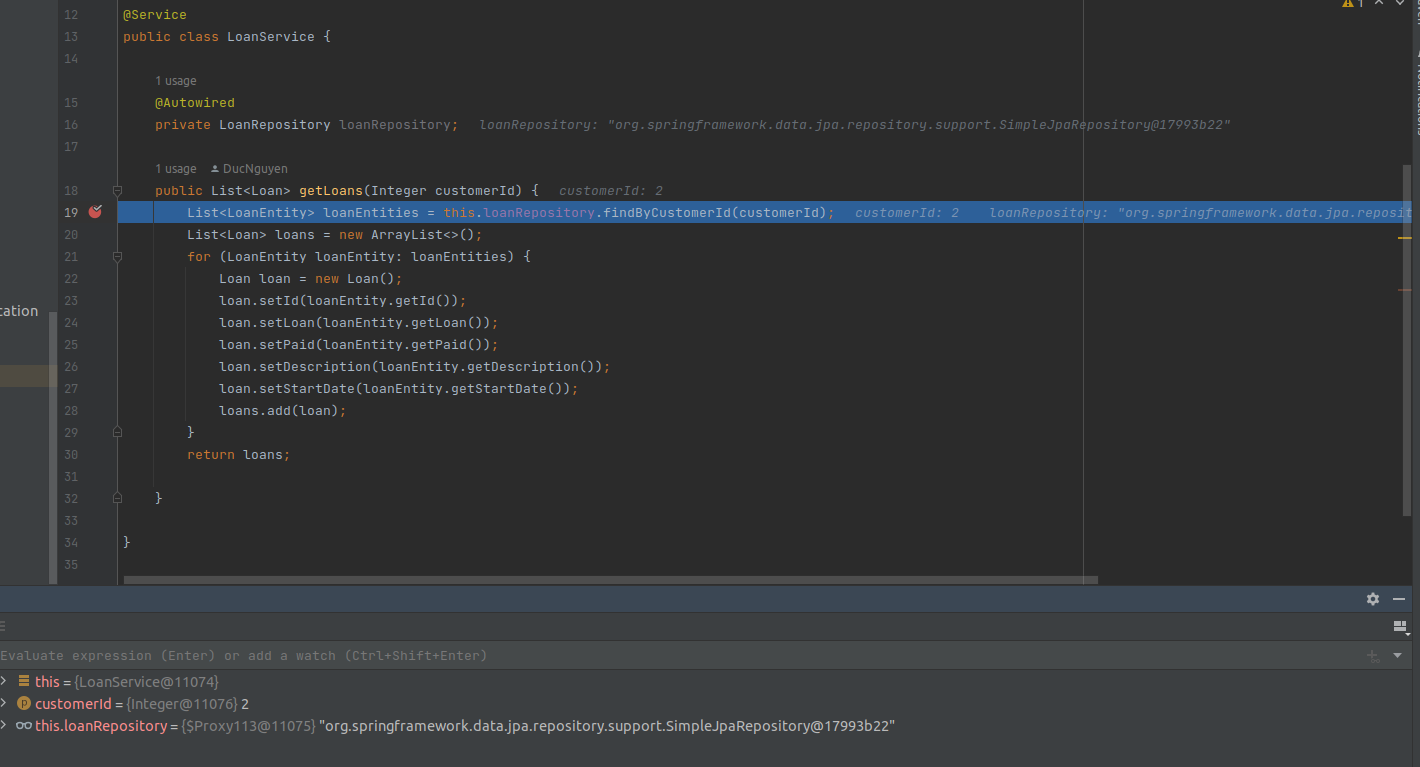 12 @Service
13 public class LoanService {
14
1 usage
15 @Autowired
16 private LoanRepository loanRepository; loanRepository: "org.springframework.data.jpa.repository.support.SimpleJpaRepository@17993b22"
17
1 usage DucNguyen
18 public List<Loan> getLoans(Integer customerId) { customerId: 2
19 List<LoanEntity> loanEntities = this.loanRepository.findByCustomerId(customerId); customerId: 2 loanRepository: "org.springframework.data.jpa.reposit
20 List<Loan> loans = new ArrayList<>();
21 for (LoanEntity loanEntity: loanEntities) {
22 Loan loan = new Loan();
23 loan.setId(loanEntity.getId());
24 loan.setLoan(loanEntity.getLoan());
25 loan.setPaid(loanEntity.getPaid());
26 loan.setDescription(loanEntity.getDescription());
27 loan.setStartDate(loanEntity.getStartDate());
28 loans.add(loan);
29 }
30 return loans;
31
32 }
33
34 }
35
Evaluate expression (Enter) or add a watch (Ctrl+Shift+Enter)
this = {LoanService@11074}
p customerId = {Integer@11076} 2
this.loanRepository = {$Proxy113@11075} "org.springframework.data.jpa.repository.support.SimpleJpaRepository@17993b22"